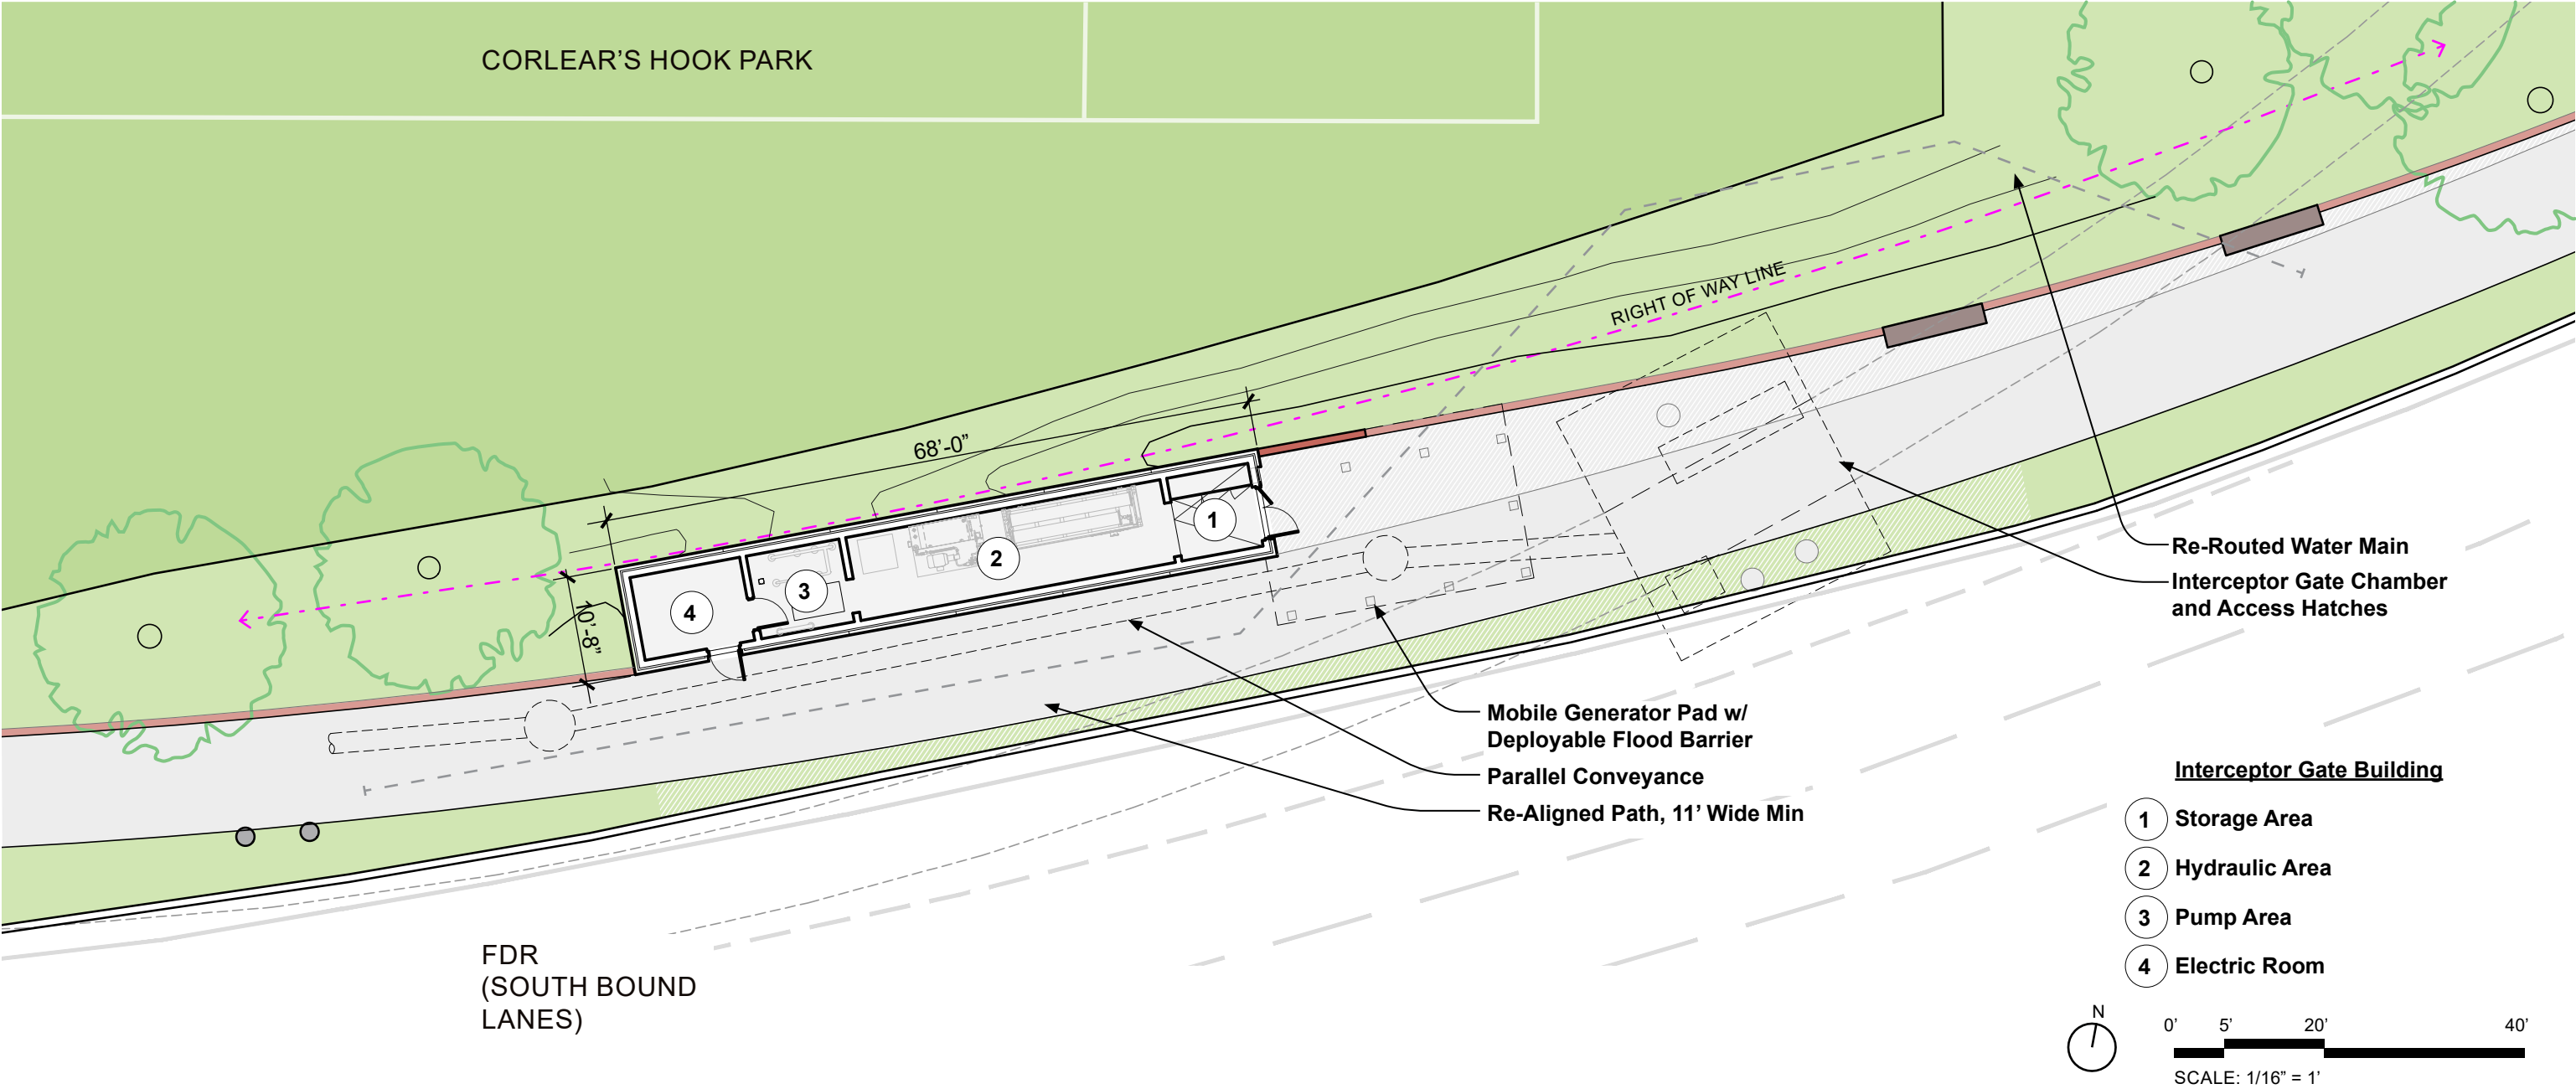 CORLEAR'S HOOK PARK
RIGHT OF WAY LINE
68'-0”
10'-8”
1
2
3
4
Re-Routed Water Main
Interceptor Gate Chamber
and Access Hatches
Mobile Generator Pad w/
Deployable Flood Barrier
Parallel Conveyance
Re-Aligned Path, 11’ Wide Min
FDR
(SOUTH BOUND
LANES)
Interceptor Gate Building
1 Storage Area
2 Hydraulic Area
3 Pump Area
4 Electric Room
N
0’ 5’ 20’ 40’
SCALE: 1/16” = 1’